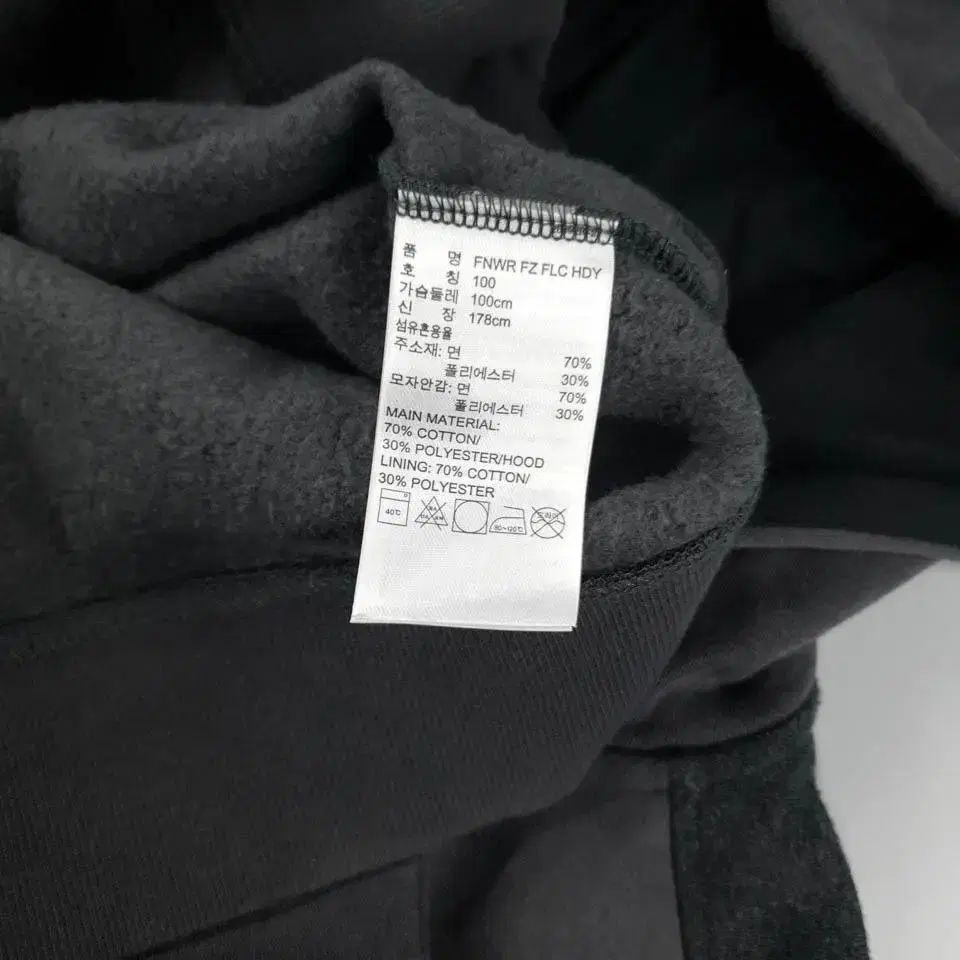 품 명 FNWR FZ FLC HDY
호 칭 100
가슴둘레 100cm
신 장 178cm
섬유혼용율
주소재: 면 70%
폴리에스터 30%
모자안감: 면 70%
폴리에스터 30%
MAIN MATERIAL:
70% COTTON/
30% POLYESTER/HOOD
LINING: 70% COTTON/
30% POLYESTER
40℃
80~120℃
드라이